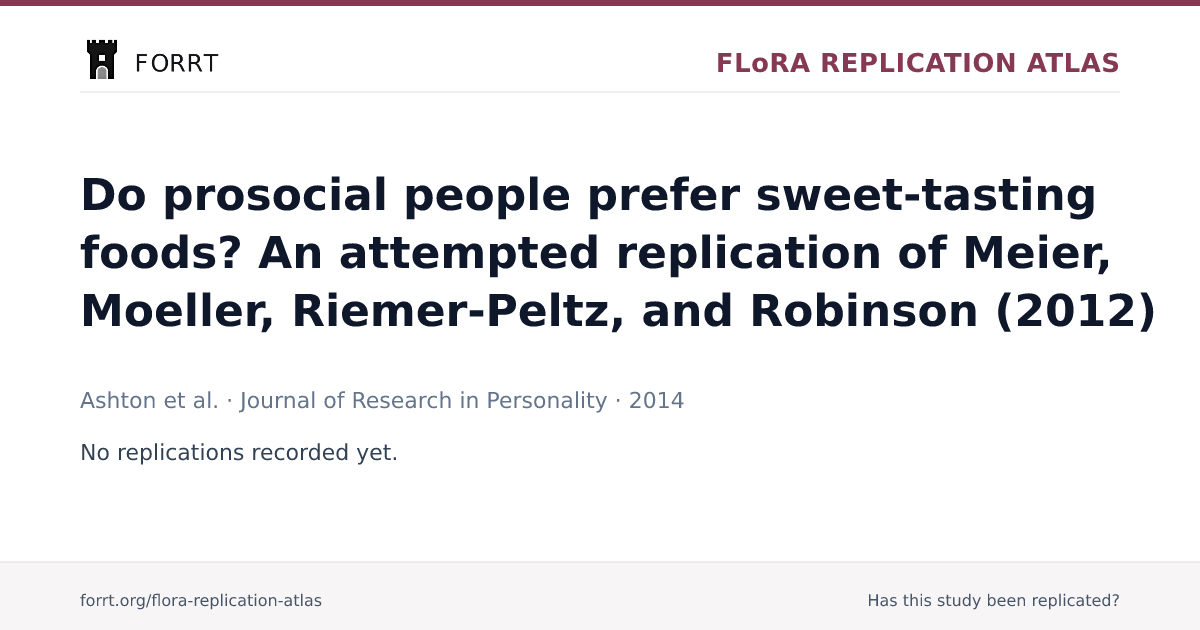 FORRT
FLoRA REPLICATION ATLAS
Do prosocial people prefer sweet-tasting
foods? An attempted replication of Meier,
Moeller, Riemer-Peltz, and Robinson (2012)
Ashton et al. · Journal of Research in Personality · 2014
No replications recorded yet.
forrt.org/flora-replication-atlas
Has this study been replicated?